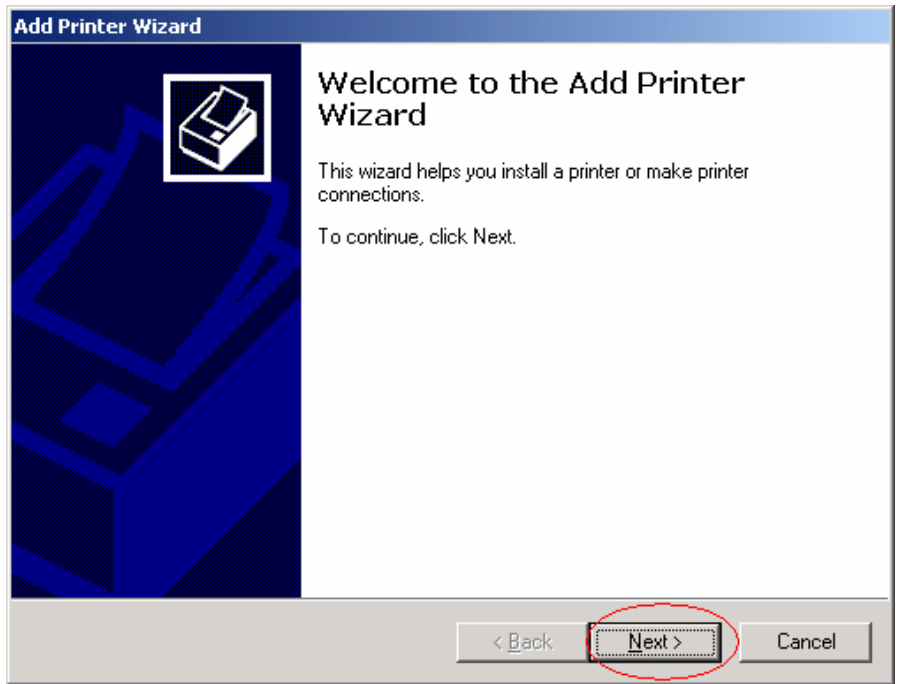 Add Printer Wizard
Welcome to the Add Printer
Wizard
This wizard helps you install a printer or make printer
connections.
To continue, click Next.
< Back
Next >
Cancel